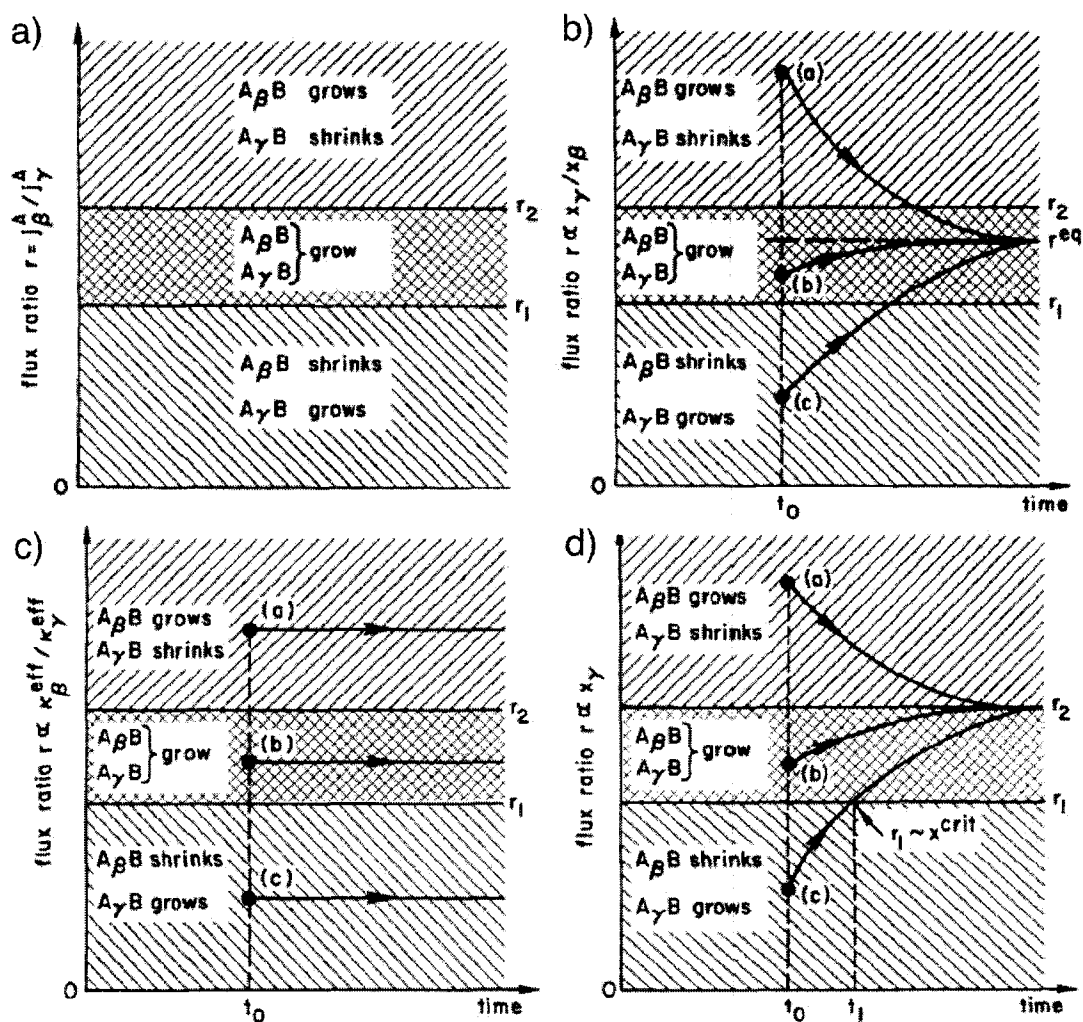 a)
flux ratio r = j_β^A / j_γ^A
A_βB grows
A_γB shrinks
r₂
A_βB
A_γB } grow
r₁
A_βB shrinks
A_γB grows
0
b)
flux ratio r ∝ x_γ/x_β
(a)
A_βB grows
A_γB shrinks
r₂
A_βB
A_γB } grow
r^eq
(b)
r₁
A_βB shrinks
(c)
A_γB grows
0
t₀
time
c)
flux ratio r ∝ κ_β^eff / κ_γ^eff
(a)
A_βB grows
A_γB shrinks
r₂
A_βB
A_γB } grow
(b)
r₁
A_βB shrinks
(c)
A_γB grows
0
t₀
time
d)
flux ratio r ∝ x_γ
(a)
A_βB grows
A_γB shrinks
r₂
A_βB
A_γB } grow
(b)
r₁
r₁ ~ x^crit
A_βB shrinks
(c)
A_γB grows
0
t₀
t₁
time